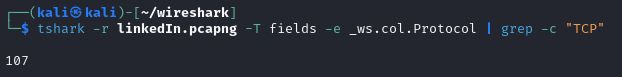 (kali㉿kali)-[~/wireshark]
$ tshark -r linkedIn.pcapng -T fields -e _ws.col.Protocol | grep -c "TCP"
107